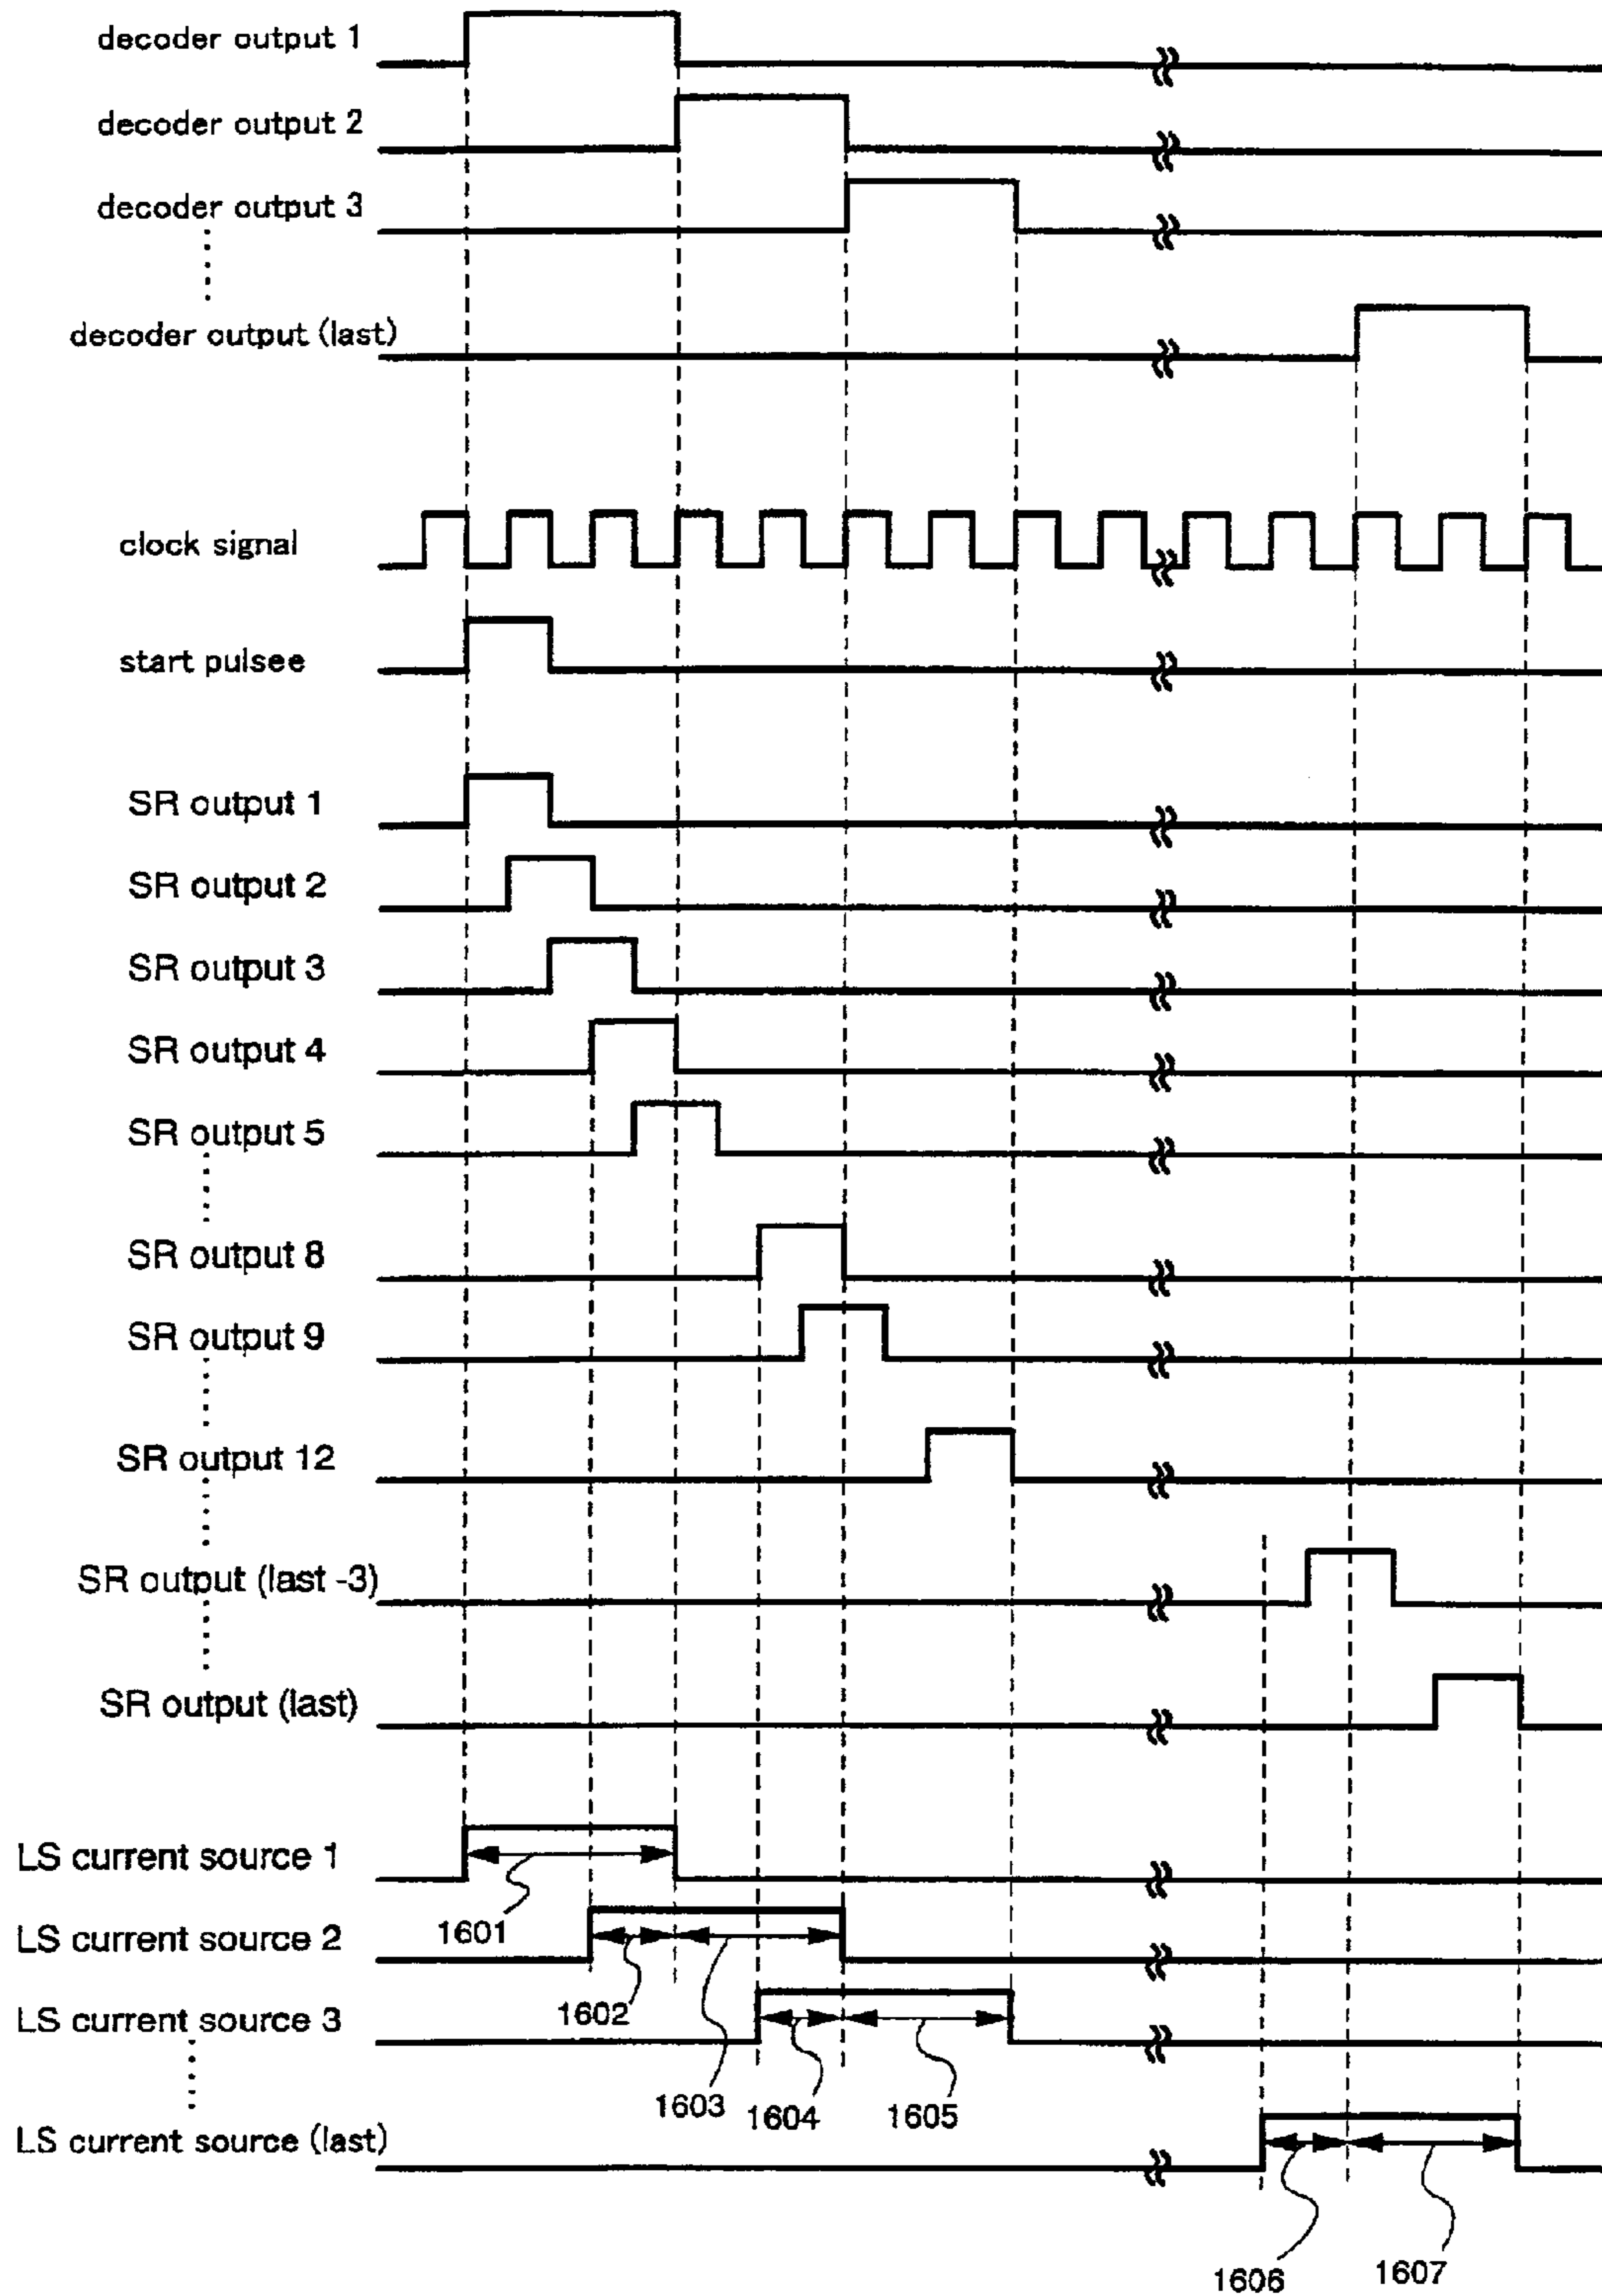 decoder output 1
decoder output 2
decoder output 3
decoder output (last)
clock signal
start pulsee
SR output 1
SR output 2
SR output 3
SR output 4
SR output 5
SR output 8
SR output 9
SR output 12
SR output (last -3)
SR output (last)
LS current source 1
1601
LS current source 2
1602
LS current source 3
1603
1604
1605
LS current source (last)
1606
1607